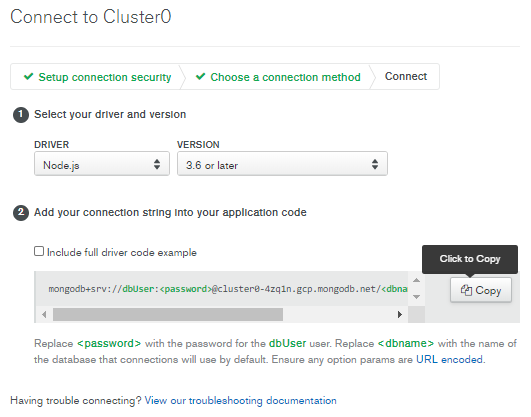 Connect to Cluster0
Setup connection security
Choose a connection method
Connect
1 Select your driver and version
DRIVER
VERSION
Node.js
3.6 or later
2 Add your connection string into your application code
Include full driver code example
Click to Copy
mongodb+srv://dbUser:<password>@cluster0-4zq1n.gcp.mongodb.net/<dbna
Copy
Replace <password> with the password for the dbUser user. Replace <dbname> with the name of
the database that connections will use by default. Ensure any option params are URL encoded.
Having trouble connecting? View our troubleshooting documentation